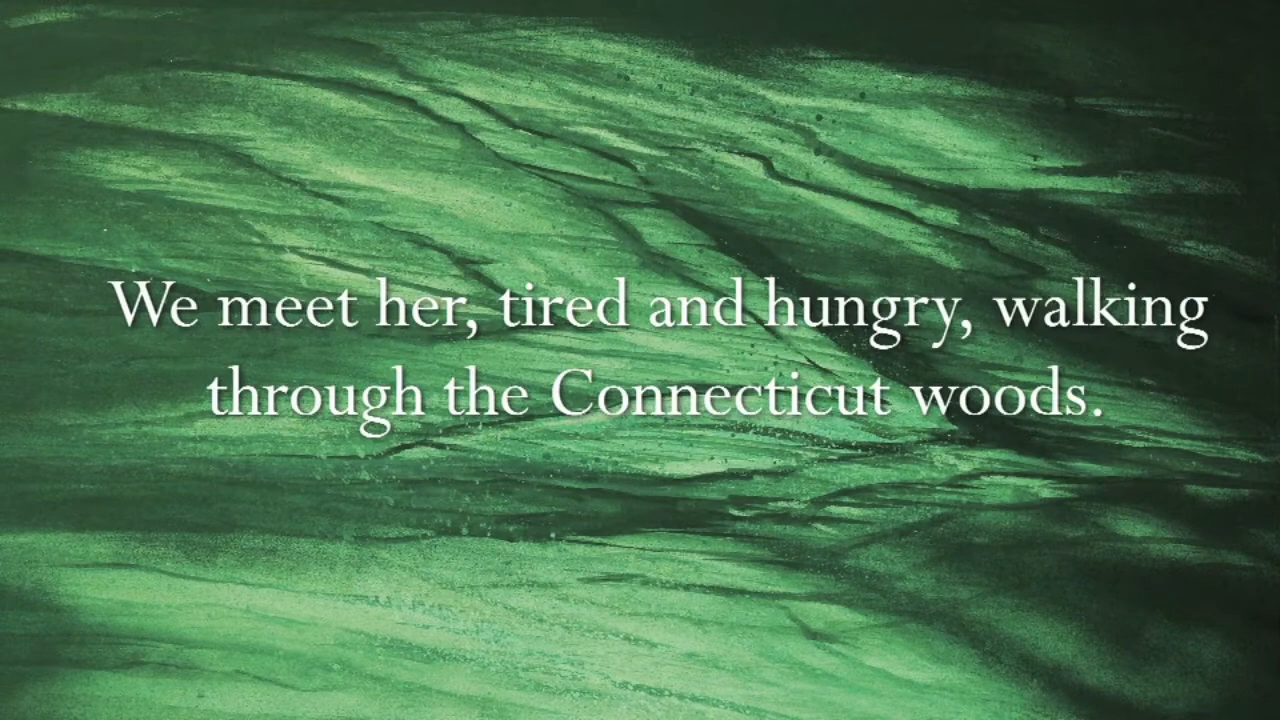 We meet her, tired and hungry, walking
through the Connecticut woods.